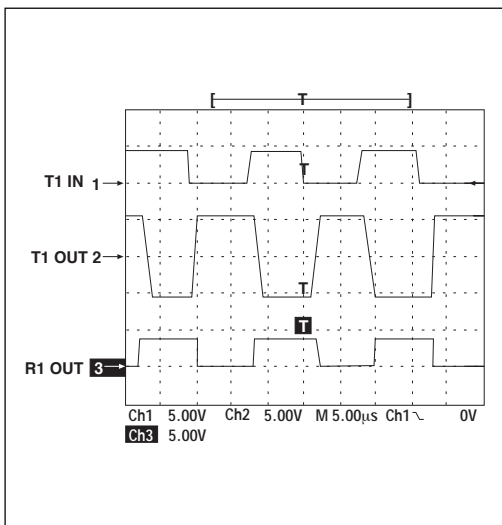 [ T ]
T
T1 IN 1
T1 OUT 2
T
T
R1 OUT 3
Ch1 5.00V Ch2 5.00V M 5.00µs Ch1 0V
Ch3 5.00V